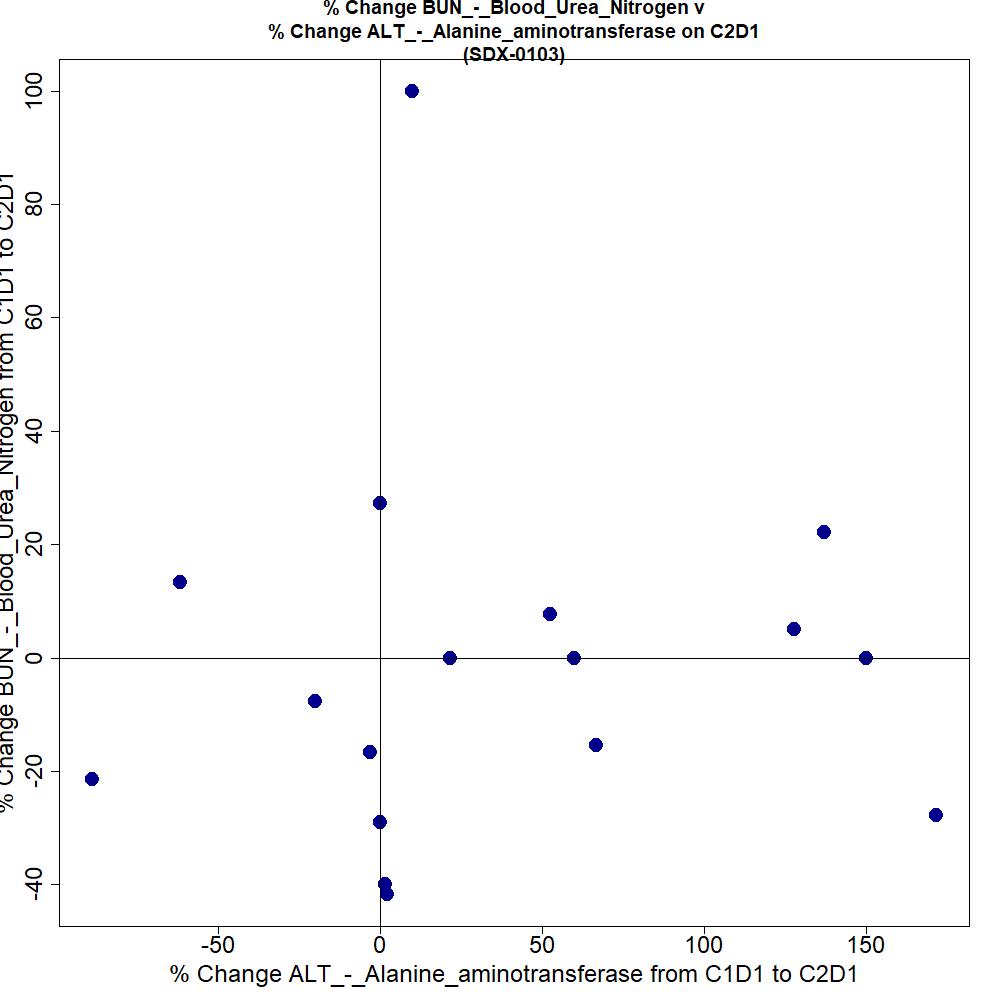 % Change BUN_-_Blood_Urea_Nitrogen v
% Change ALT_-_Alanine_aminotransferase on C2D1
(SDX-0103)
% Change BUN_-_Blood_Urea_Nitrogen from C1D1 to C2D1
100
80
60
40
20
0
-20
-40
-50
0
50
100
150
% Change ALT_-_Alanine_aminotransferase from C1D1 to C2D1